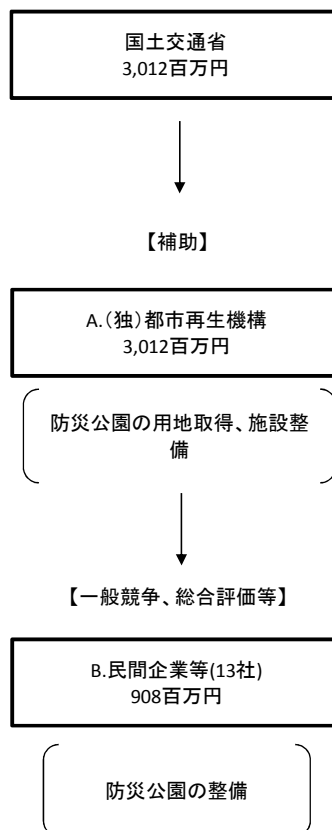 国土交通省
3,012百万円
【補助】
A.(独)都市再生機構
3,012百万円
防災公園の用地取得、施設整
備
【一般競争、総合評価等】
B.民間企業等(13社)
908百万円
防災公園の整備